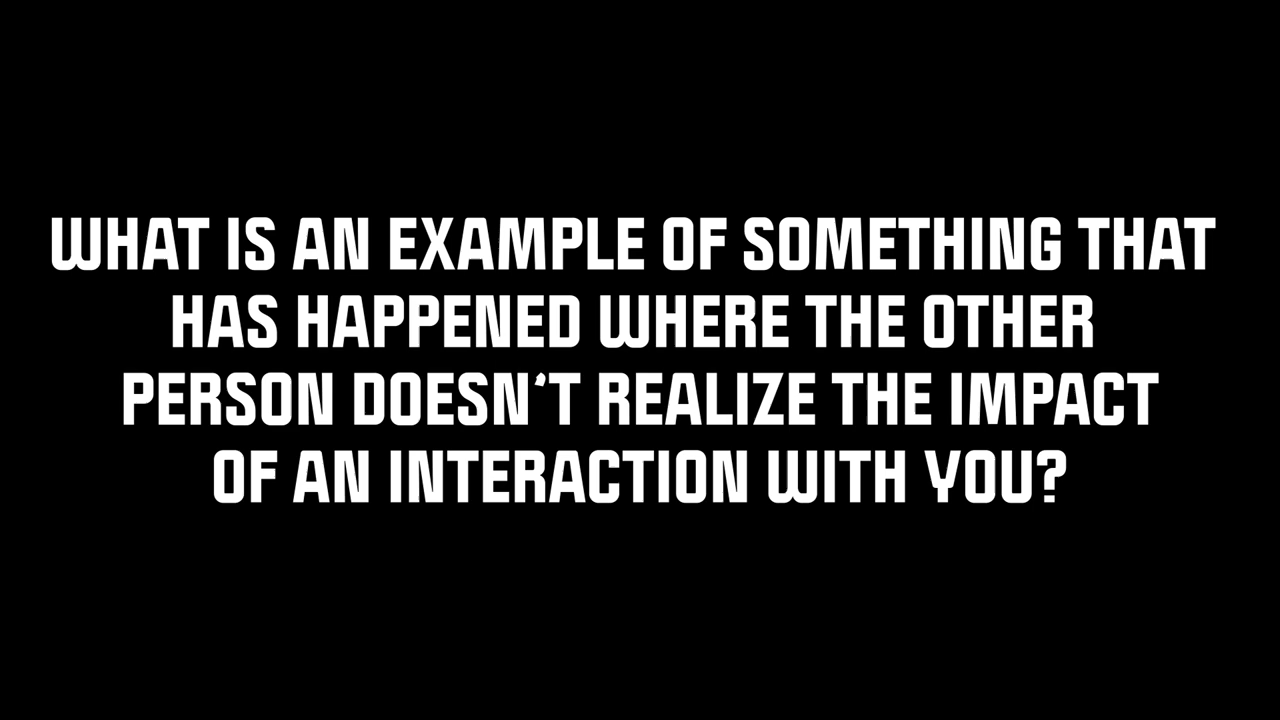 WHAT IS AN EXAMPLE OF SOMETHING THAT
HAS HAPPENED WHERE THE OTHER
PERSON DOESN'T REALIZE THE IMPACT
OF AN INTERACTION WITH YOU?